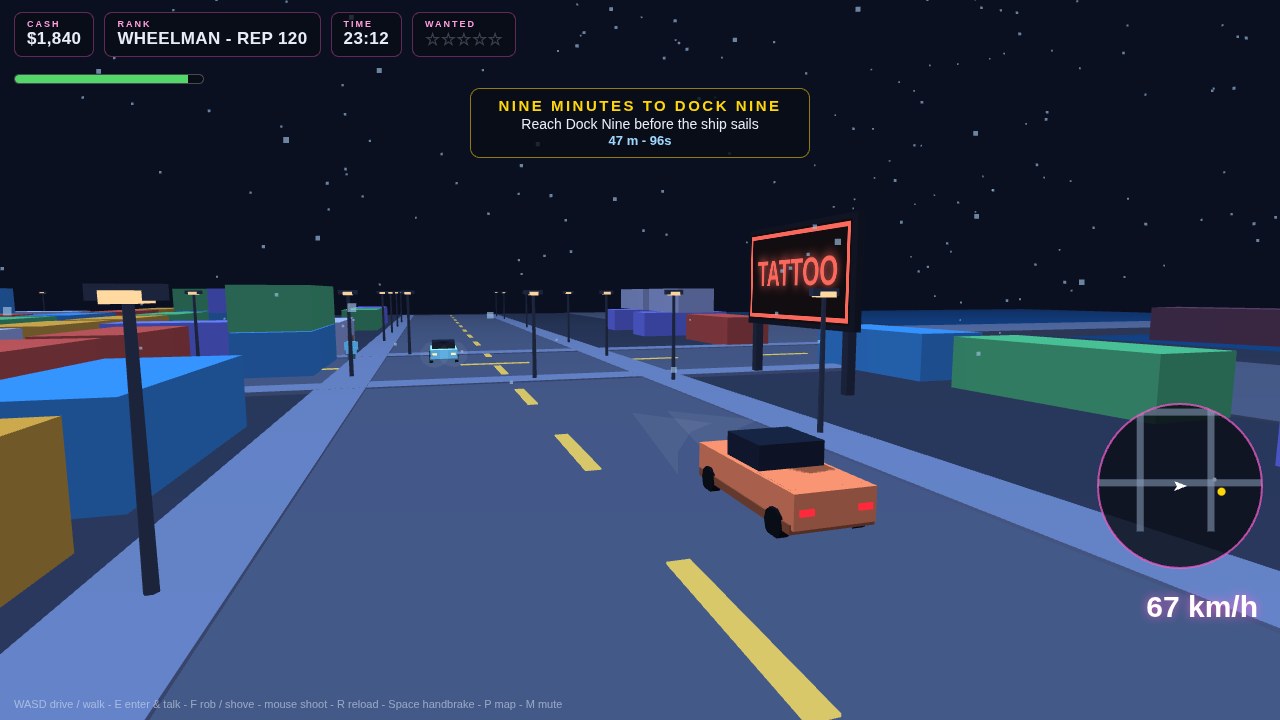 CASH
$1,840
RANK
WHEELMAN - REP 120
TIME
23:12
WANTED
☆☆☆☆☆
NINE MINUTES TO DOCK NINE
Reach Dock Nine before the ship sails
47 m - 96s
TATTOO
67 km/h
WASD drive / walk - E enter & talk - F rob / shove - mouse shoot - R reload - Space handbrake - P map - M mute